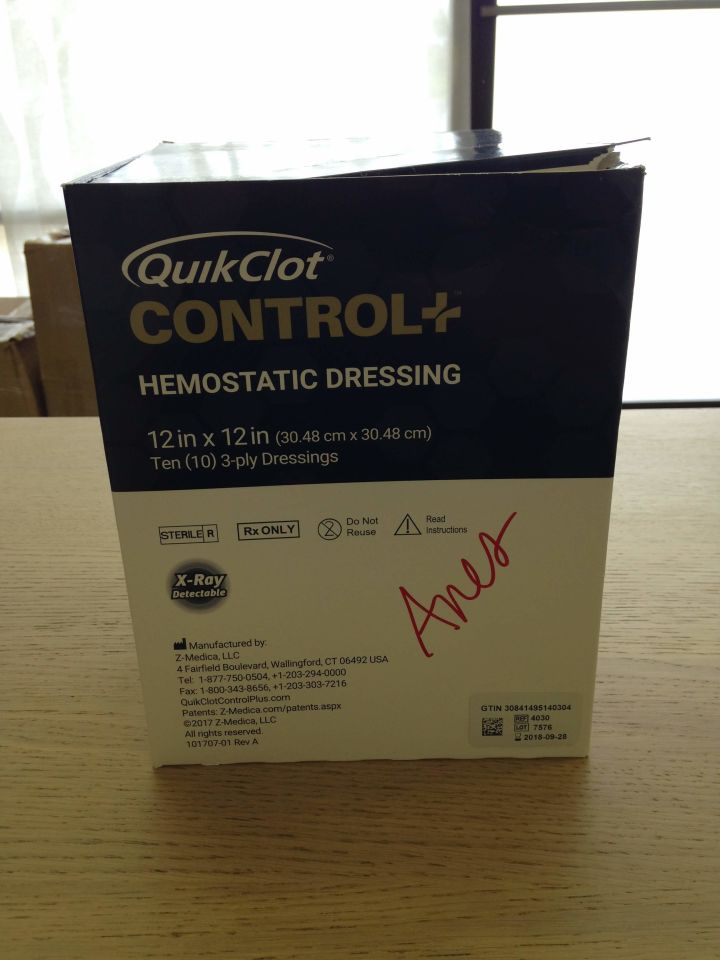 QuikClot®
CONTROL+™
HEMOSTATIC DRESSING
12 in x 12 in (30.48 cm x 30.48 cm)
Ten (10) 3-ply Dressings
STERILE R
Rx ONLY
2
Do Not
Reuse
Read
Instructions
X-Ray
Detectable
Anes
Manufactured by:
Z-Medica, LLC
4 Fairfield Boulevard, Wallingford, CT 06492 USA
Tel: 1-877-750-0504, +1-203-294-0000
Fax: 1-800-343-8656, +1-203-303-7216
QuikClotControlPlus.com
Patents: Z-Medica.com/patents.aspx
©2017 Z-Medica, LLC
All rights reserved.
101707-01 Rev A
GTIN 30841495140304
REF 4030
LOT 7576
2018-09-28